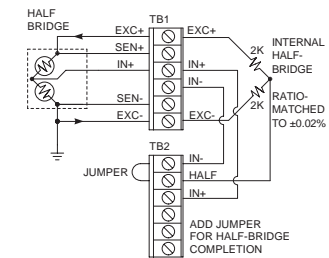 HALF
BRIDGE
EXC+
SEN+
IN+
SEN-
EXC-
TB1
EXC+
IN+
IN-
EXC-
2K
2K
INTERNAL
HALF-
BRIDGE
RATIO-
MATCHED
TO ±0.02%
TB2
JUMPER
IN-
HALF
IN+
ADD JUMPER
FOR HALF-BRIDGE
COMPLETION